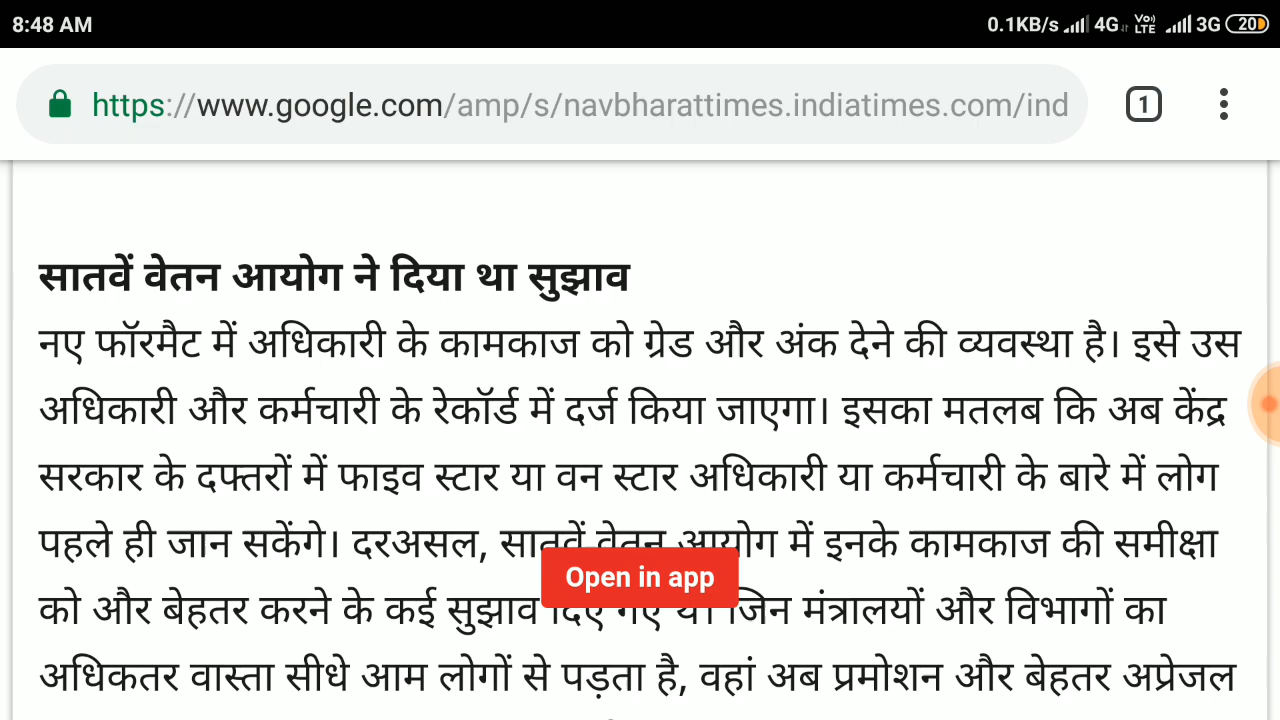 8:48 AM
0.1KB/s 4G VoLTE 3G 20
https://www.google.com/amp/s/navbharattimes.indiatimes.com/ind
1
सातवें वेतन आयोग ने दिया था सुझाव
नए फॉरमैट में अधिकारी के कामकाज को ग्रेड और अंक देने की व्यवस्था है। इसे उस
अधिकारी और कर्मचारी के रेकॉर्ड में दर्ज किया जाएगा। इसका मतलब कि अब केंद्र
सरकार के दफ्तरों में फाइव स्टार या वन स्टार अधिकारी या कर्मचारी के बारे में लोग
पहले ही जान सकेंगे। दरअसल, सातवें वेतन आयोग में इनके कामकाज की समीक्षा
Open in app
को और बेहतर करने के कई सुझाव दिए गए थे। जिन मंत्रालयों और विभागों का
अधिकतर वास्ता सीधे आम लोगों से पड़ता है, वहां अब प्रमोशन और बेहतर अप्रेजल